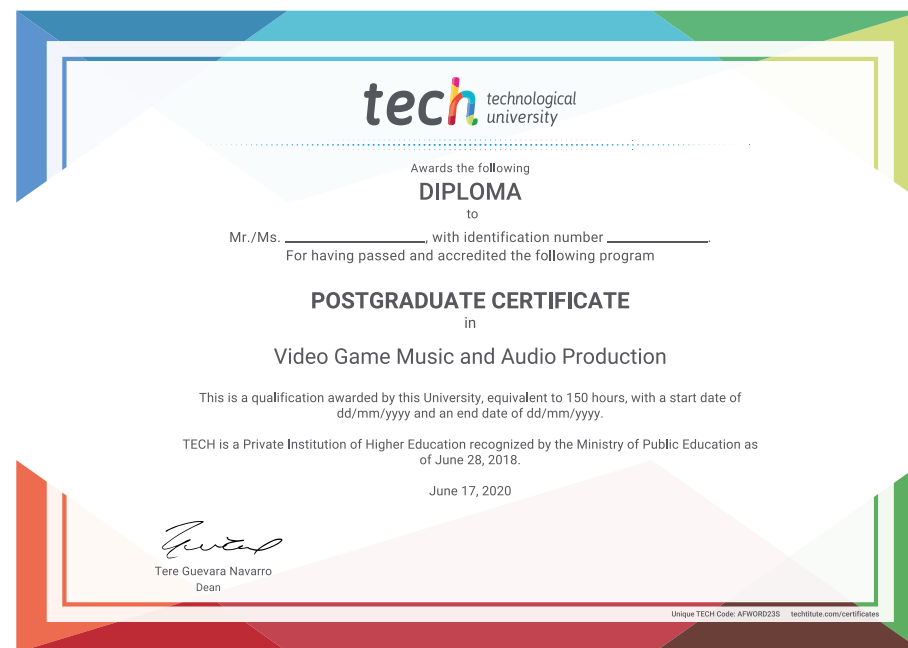 tech technological
university
Awards the following
DIPLOMA
to
Mr./Ms. ____________, with identification number ____________.
For having passed and accredited the following program
POSTGRADUATE CERTIFICATE
in
Video Game Music and Audio Production
This is a qualification awarded by this University, equivalent to 150 hours, with a start date of
dd/mm/yyyy and an end date of dd/mm/yyyy.
TECH is a Private Institution of Higher Education recognized by the Ministry of Public Education as
of June 28, 2018.
June 17, 2020
Tere Guevara Navarro
Dean
Unique TECH Code: AFWORD23S techtitute.com/certificates